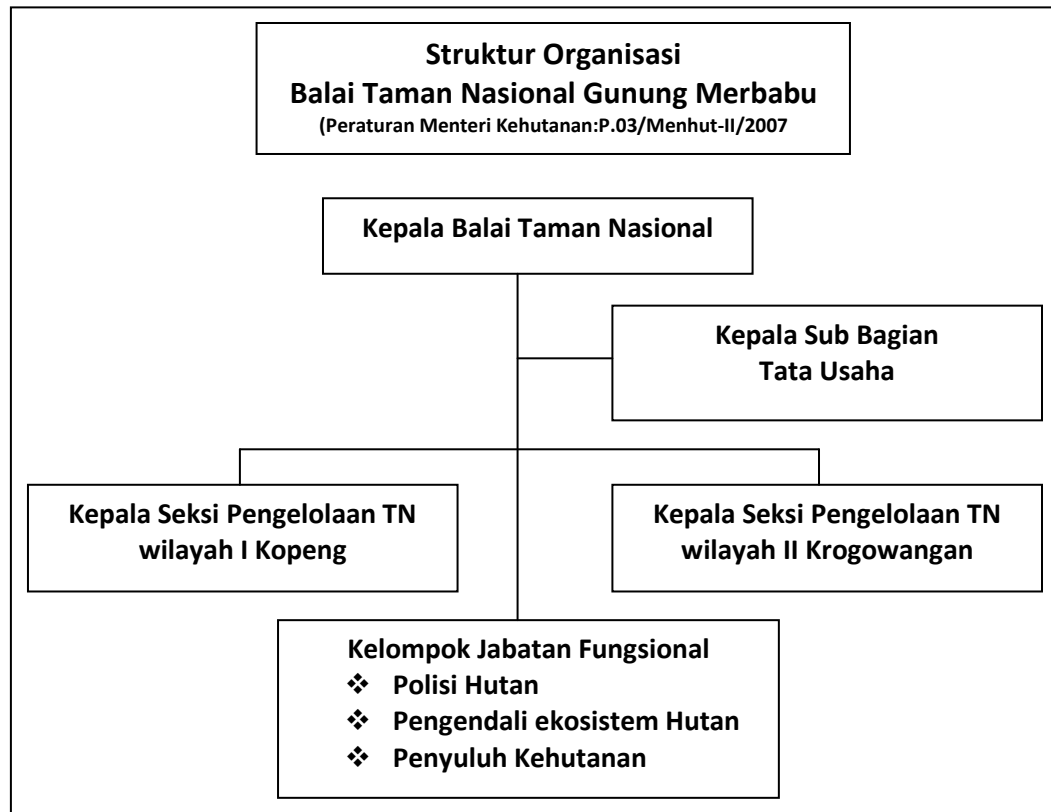 Struktur Organisasi
Balai Taman Nasional Gunung Merbabu
(Peraturan Menteri Kehutanan:P.03/Menhut-II/2007
Kepala Balai Taman Nasional
Kepala Sub Bagian
Tata Usaha
Kepala Seksi Pengelolaan TN
wilayah I Kopeng
Kepala Seksi Pengelolaan TN
wilayah II Krogowangan
Kelompok Jabatan Fungsional
❖ Polisi Hutan
❖ Pengendali ekosistem Hutan
❖ Penyuluh Kehutanan